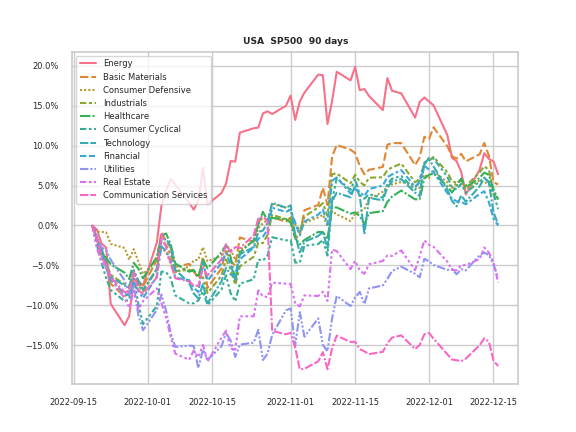 USA SP500 90 days
Energy
Basic Materials
Consumer Defensive
Industrials
Healthcare
Consumer Cyclical
Technology
Financial
Utilities
Real Estate
Communication Services
20.0%
15.0%
10.0%
5.0%
0.0%
−5.0%
−10.0%
−15.0%
2022-09-15 2022-10-01 2022-10-15 2022-11-01 2022-11-15 2022-12-01 2022-12-15